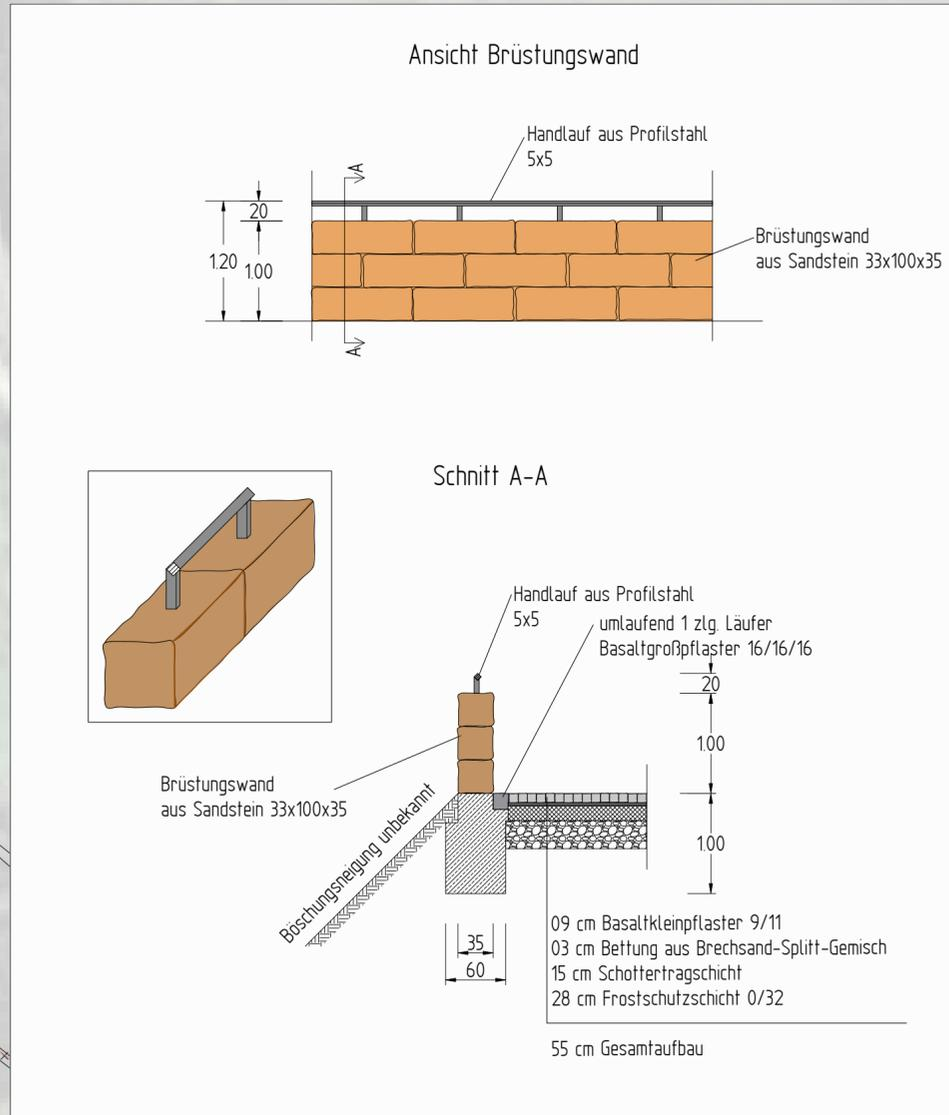 Ansicht Brüstungswand
Handlauf aus Profilstahl
5x5
A
20
1.20
1.00
Brüstungswand
aus Sandstein 33x100x35
A
Schnitt A-A
Handlauf aus Profilstahl
5x5
umlaufend 1 zlg. Läufer
Basaltgroßpflaster 16/16/16
20
1.00
Brüstungswand
aus Sandstein 33x100x35
Böschungsneigung unbekannt
1.00
35
60
09 cm Basaltkleinpflaster 9/11
03 cm Bettung aus Brechsand-Splitt-Gemisch
15 cm Schottertragschicht
28 cm Frostschutzschicht 0/32
55 cm Gesamtaufbau